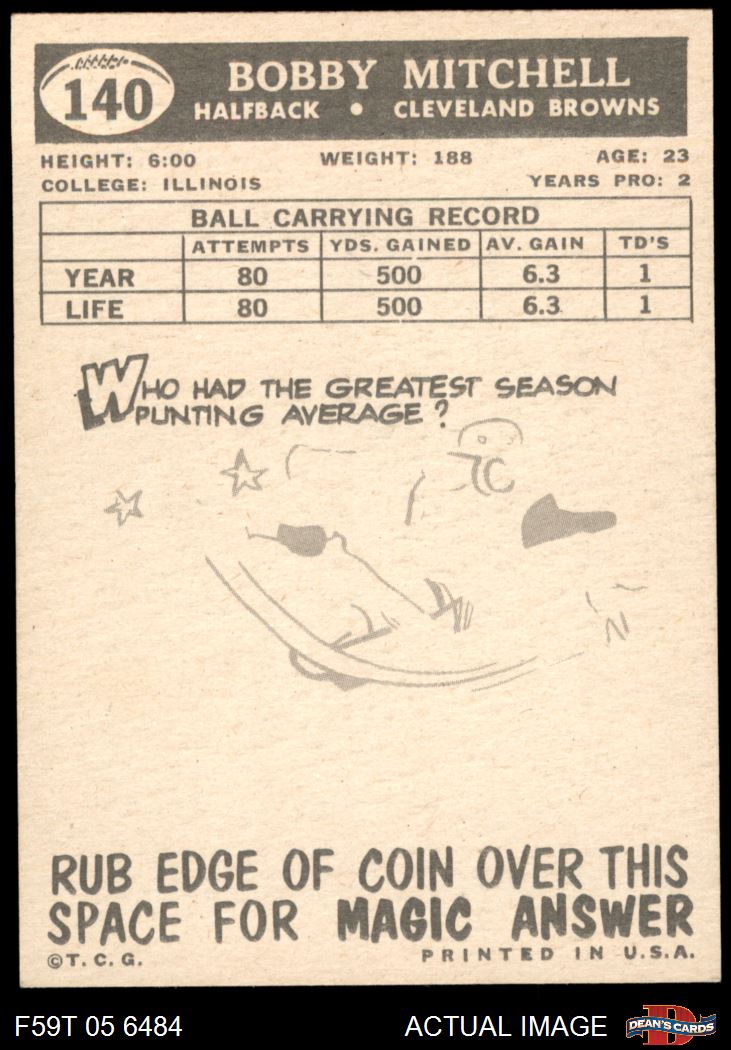 140
BOBBY MITCHELL
HALFBACK • CLEVELAND BROWNS
HEIGHT: 6:00 WEIGHT: 188 AGE: 23
COLLEGE: ILLINOIS YEARS PRO: 2
BALL CARRYING RECORD
ATTEMPTS YDS. GAINED AV. GAIN TD'S
YEAR 80 500 6.3 1
LIFE 80 500 6.3 1
WHO HAD THE GREATEST SEASON
PUNTING AVERAGE?
RUB EDGE OF COIN OVER THIS
SPACE FOR MAGIC ANSWER
©T.C.G. PRINTED IN U.S.A.
F59T 05 6484 ACTUAL IMAGE D DEAN'S CARDS